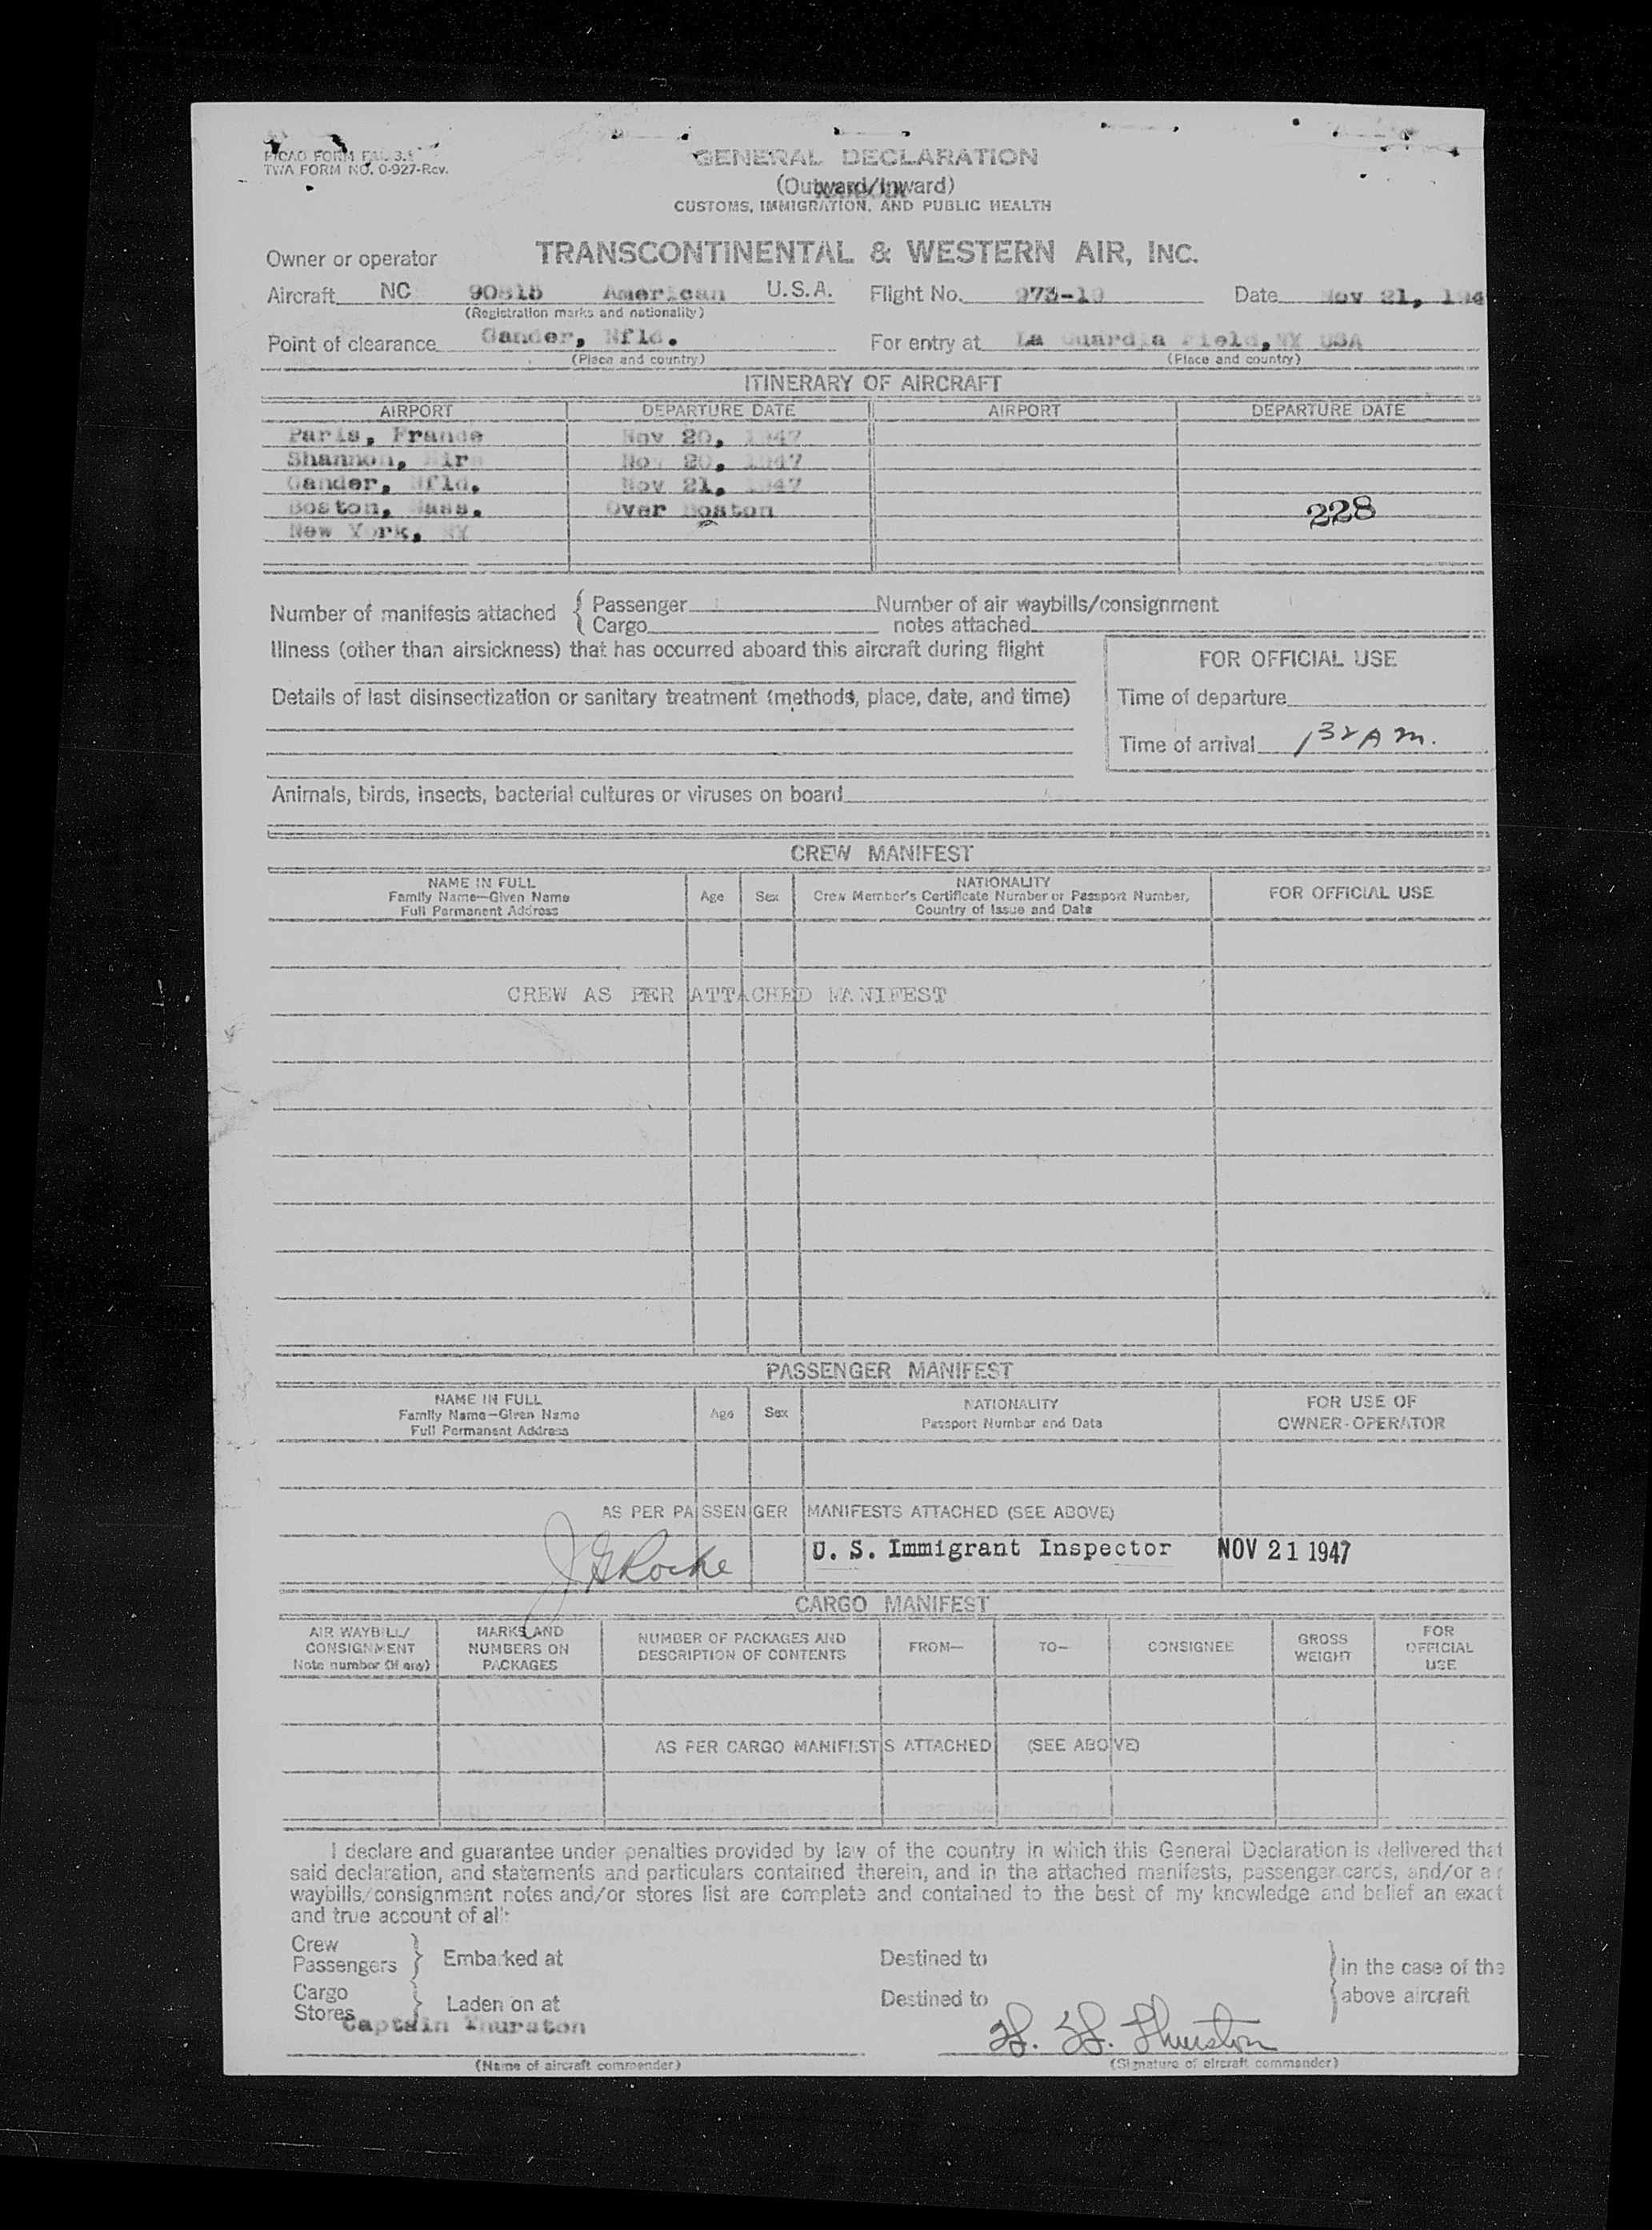 PICAO FORM FAL 3.
TWA FORM NO. 0-927-Rev.
GENERAL DECLARATION
(Outward/Inward)
CUSTOMS, IMMIGRATION, AND PUBLIC HEALTH
Owner or operator TRANSCONTINENTAL & WESTERN AIR, INC.
Aircraft NC 90815 American U.S.A. Flight No. Date Nov 21, 194
(Registration marks and nationality)
Point of clearance Gander, Nfld. For entry at La Guardia Field, NY USA
(Place and country) (Place and country)
ITINERARY OF AIRCRAFT
AIRPORT DEPARTURE DATE AIRPORT DEPARTURE DATE
Paris, France Nov 20, 1947
Shannon, Eire Nov 20, 1947
Gander, Nfld. Nov 21, 1947
Boston, Mass. Over Boston 228
New York, NY
Number of manifests attached { Passenger Number of air waybills/consignment
Cargo notes attached
Illness (other than airsickness) that has occurred aboard this aircraft during flight
FOR OFFICIAL USE
Details of last disinsectization or sanitary treatment (methods, place, date, and time)
Time of departure
Time of arrival 1 32 A m.
Animals, birds, insects, bacterial cultures or viruses on board
CREW MANIFEST
NAME IN FULL
Family Name—Given Name
Full Permanent Address
Age Sex
NATIONALITY
Crew Member's Certificate Number or Passport Number,
Country of Issue and Date
FOR OFFICIAL USE
CREW AS PER ATTACHED MANIFEST
PASSENGER MANIFEST
NAME IN FULL
Family Name—Given Name
Full Permanent Address
Age Sex
NATIONALITY
Passport Number and Date
FOR USE OF
OWNER-OPERATOR
AS PER PASSENGER MANIFESTS ATTACHED (SEE ABOVE)
J G Roche U. S. Immigrant Inspector NOV 21 1947
CARGO MANIFEST
AIR WAYBILL/
CONSIGNMENT
Note number (if any)
MARKS AND
NUMBERS ON
PACKAGES
NUMBER OF PACKAGES AND
DESCRIPTION OF CONTENTS
FROM— TO— CONSIGNEE
GROSS
WEIGHT
FOR
OFFICIAL
USE
AS PER CARGO MANIFESTS ATTACHED (SEE ABOVE)
I declare and guarantee under penalties provided by law of the country in which this General Declaration is delivered that
said declaration, and statements and particulars contained therein, and in the attached manifests, passenger cards, and/or air
waybills/consignment notes and/or stores list are complete and contained to the best of my knowledge and belief an exact
and true account of all:
Crew
Passengers } Embarked at Destined to } in the case of the
Cargo
Stores } Laden on at Destined to above aircraft
Captain Thurston H. H. Thurston
(Name of aircraft commander) (Signature of aircraft commander)